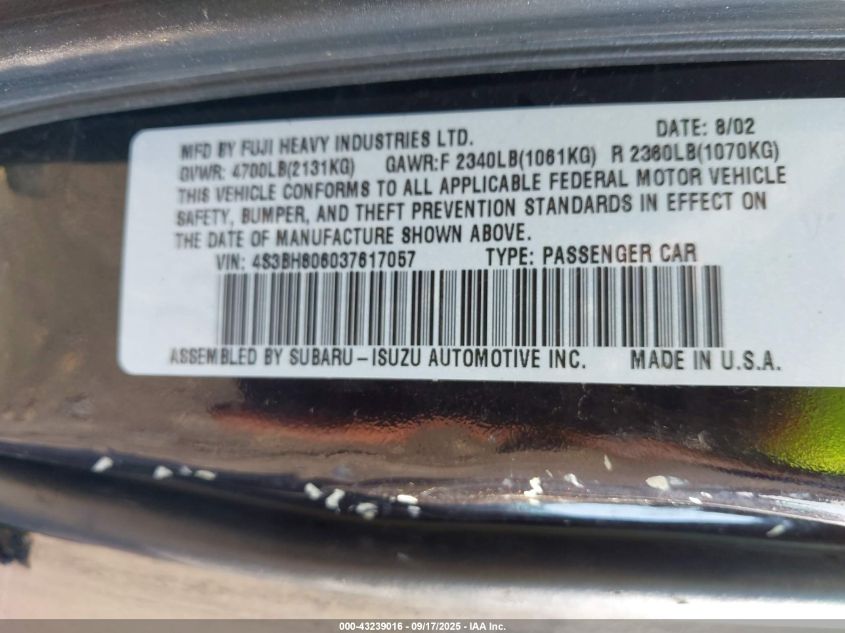 MFD BY FUJI HEAVY INDUSTRIES LTD. DATE: 8/02
GVWR: 4700LB(2131KG) GAWR:F 2340LB(1061KG) R 2360LB(1070KG)
THIS VEHICLE CONFORMS TO ALL APPLICABLE FEDERAL MOTOR VEHICLE
SAFETY, BUMPER, AND THEFT PREVENTION STANDARDS IN EFFECT ON
THE DATE OF MANUFACTURE SHOWN ABOVE.
VIN: 4S3BH806037617057 TYPE: PASSENGER CAR
ASSEMBLED BY SUBARU-ISUZU AUTOMOTIVE INC. MADE IN U.S.A.
000-43239016 - 09/17/2025 - IAA Inc.